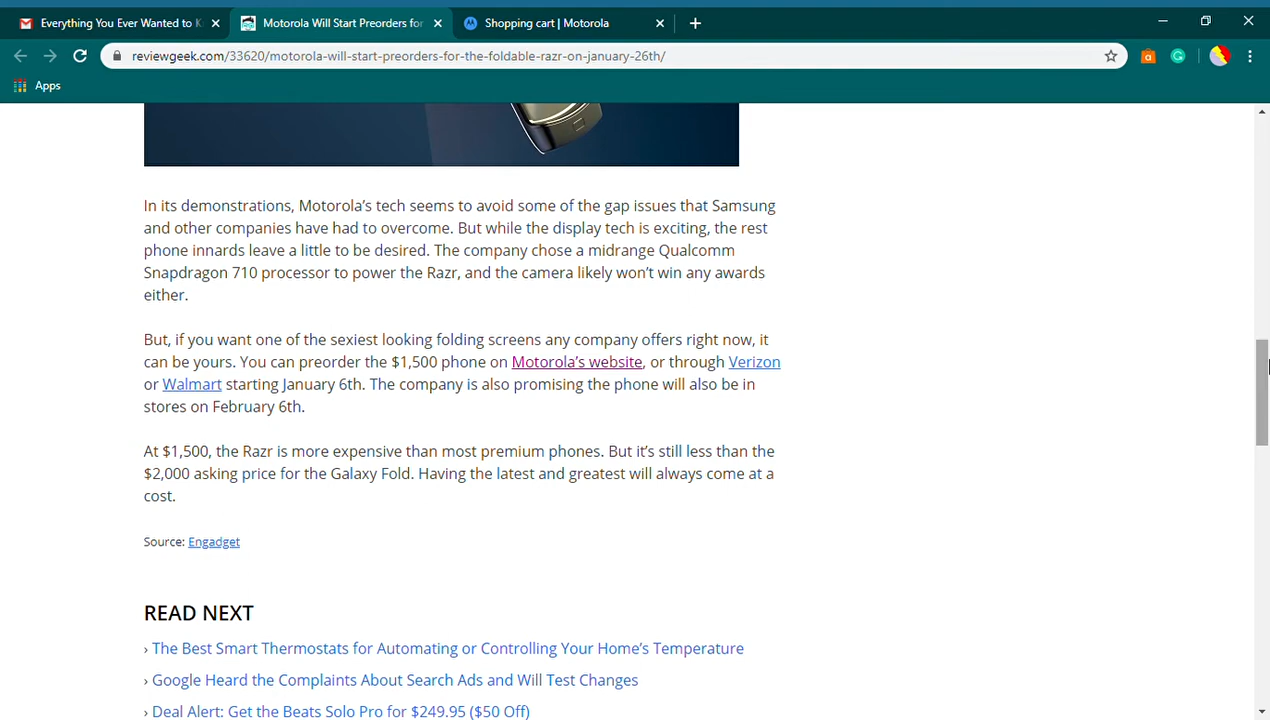 Everything You Ever Wanted to K
Motorola Will Start Preorders for
Shopping cart | Motorola
reviewgeek.com/33620/motorola-will-start-preorders-for-the-foldable-razr-on-january-26th/
Apps
In its demonstrations, Motorola's tech seems to avoid some of the gap issues that Samsung
and other companies have had to overcome. But while the display tech is exciting, the rest
phone innards leave a little to be desired. The company chose a midrange Qualcomm
Snapdragon 710 processor to power the Razr, and the camera likely won't win any awards
either.
But, if you want one of the sexiest looking folding screens any company offers right now, it
can be yours. You can preorder the $1,500 phone on Motorola's website, or through Verizon
or Walmart starting January 6th. The company is also promising the phone will also be in
stores on February 6th.
At $1,500, the Razr is more expensive than most premium phones. But it's still less than the
$2,000 asking price for the Galaxy Fold. Having the latest and greatest will always come at a
cost.
Source: Engadget
READ NEXT
› The Best Smart Thermostats for Automating or Controlling Your Home's Temperature
› Google Heard the Complaints About Search Ads and Will Test Changes
› Deal Alert: Get the Beats Solo Pro for $249.95 ($50 Off)